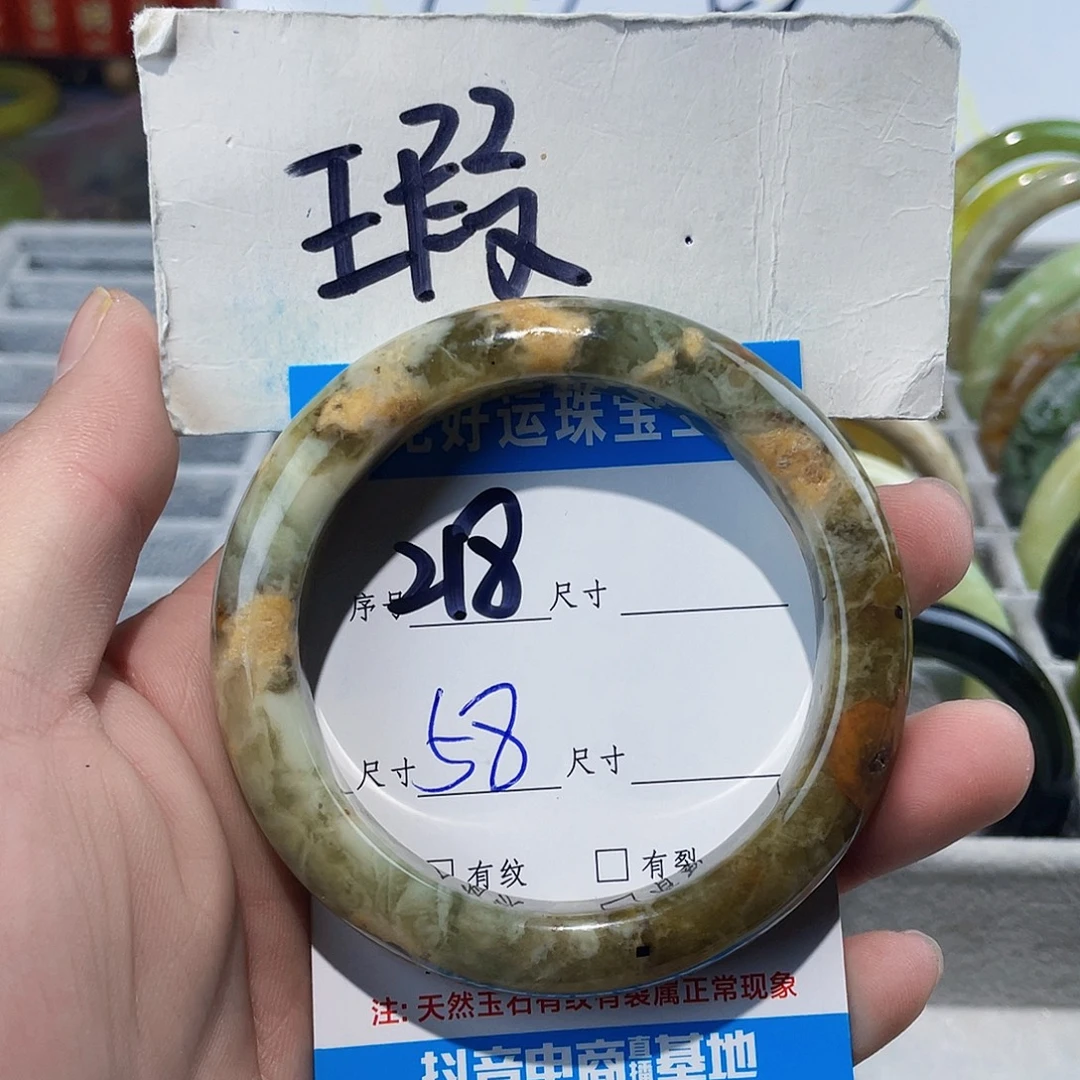 瑕
好运珠宝
序号 218 尺寸
尺寸 58 尺寸
□ 有纹 □ 有裂
注: 天然玉石有纹有裂属正常现象
抖音电商直播基地